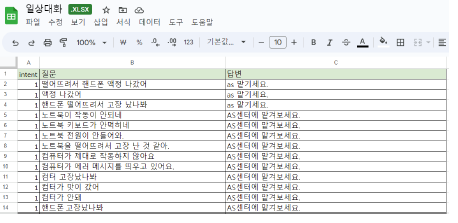 일상대화 .XLSX
파일 수정 보기 삽입 서식 데이터 도구 도움말
100% % .0 .00 123 기본값... - 10 + B I S A
A B C
1 intent 질문 답변
2 1 떨어뜨려서 핸드폰 액정 나갔어 as 맡기세요.
3 1 액정 나갔어 as 맡기세요.
4 1 핸드폰 떨어뜨려서 고장 났나봐 as 맡기세요.
5 1 노트북이 작동이 안되네 AS센터에 맡겨보세요.
6 1 노트북 키보드가 안먹히네 AS센터에 맡겨보세요.
7 1 노트북 전원이 안들어와. AS센터에 맡겨보세요.
8 1 노트북을 떨어뜨려서 고장 난 것 같아. AS센터에 맡겨보세요.
9 1 컴퓨터가 제대로 작동하지 않아요 AS센터에 맡겨보세요.
10 1 컴퓨터가 에러 메시지를 띄우고 있어요. AS센터에 맡겨보세요.
11 1 컴터 고장났나봐 AS센터에 맡겨보세요.
12 1 컴터가 맛이 갔어 AS센터에 맡겨보세요.
13 1 컴터가 안돼 AS센터에 맡겨보세요.
14 1 핸드폰 고장났나봐 AS센터에 맡겨보세요.